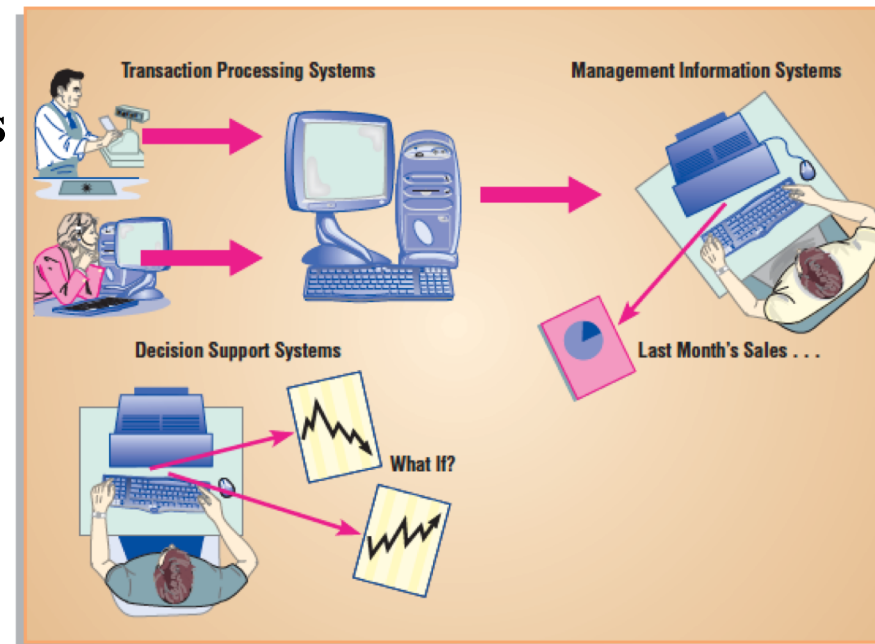 s
Transaction Processing Systems
Management Information Systems
Decision Support Systems
Last Month's Sales . . .
What If?